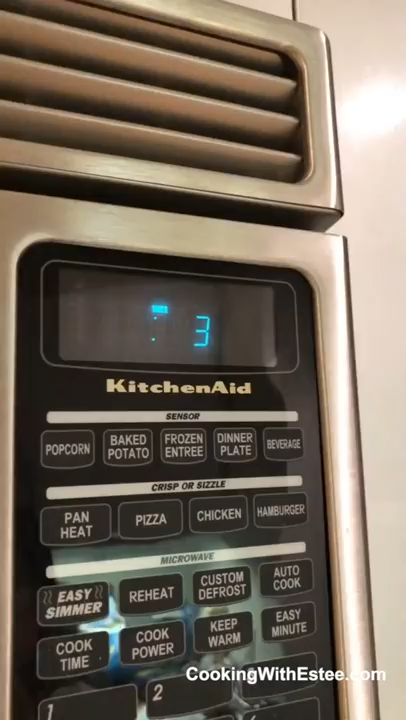 : 3
KitchenAid
SENSOR
POPCORN
BAKED POTATO
FROZEN ENTREE
DINNER PLATE
BEVERAGE
CRISP OR SIZZLE
PAN HEAT
PIZZA
CHICKEN
HAMBURGER
MICROWAVE
EASY SIMMER
REHEAT
CUSTOM DEFROST
AUTO COOK
COOK TIME
COOK POWER
KEEP WARM
EASY MINUTE
1
2
CookingWithEstee.com